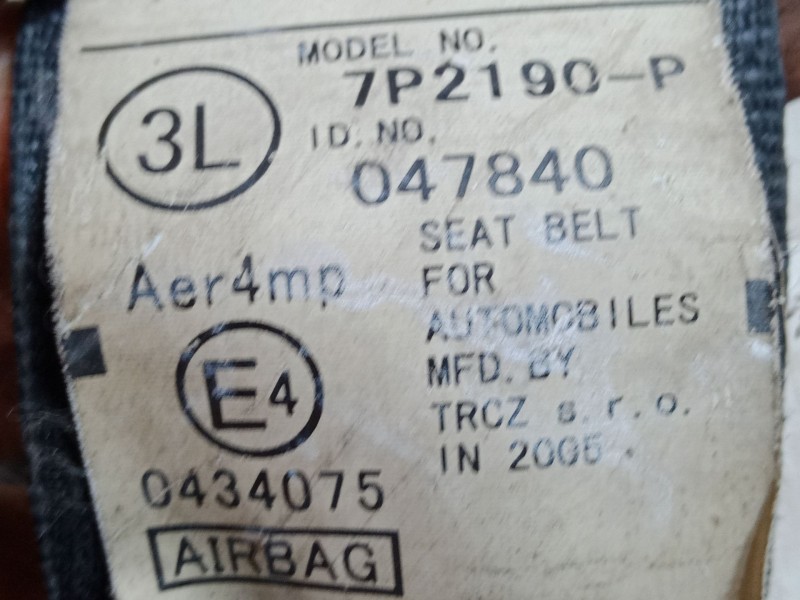 MODEL NO.
7P2190-P
3L
ID. NO.
047840
SEAT BELT
FOR
AUTOMOBILES
MFD. BY
TRCZ s. r. o.
IN 2005.
Aer4mp
E4
0434075
AIRBAG